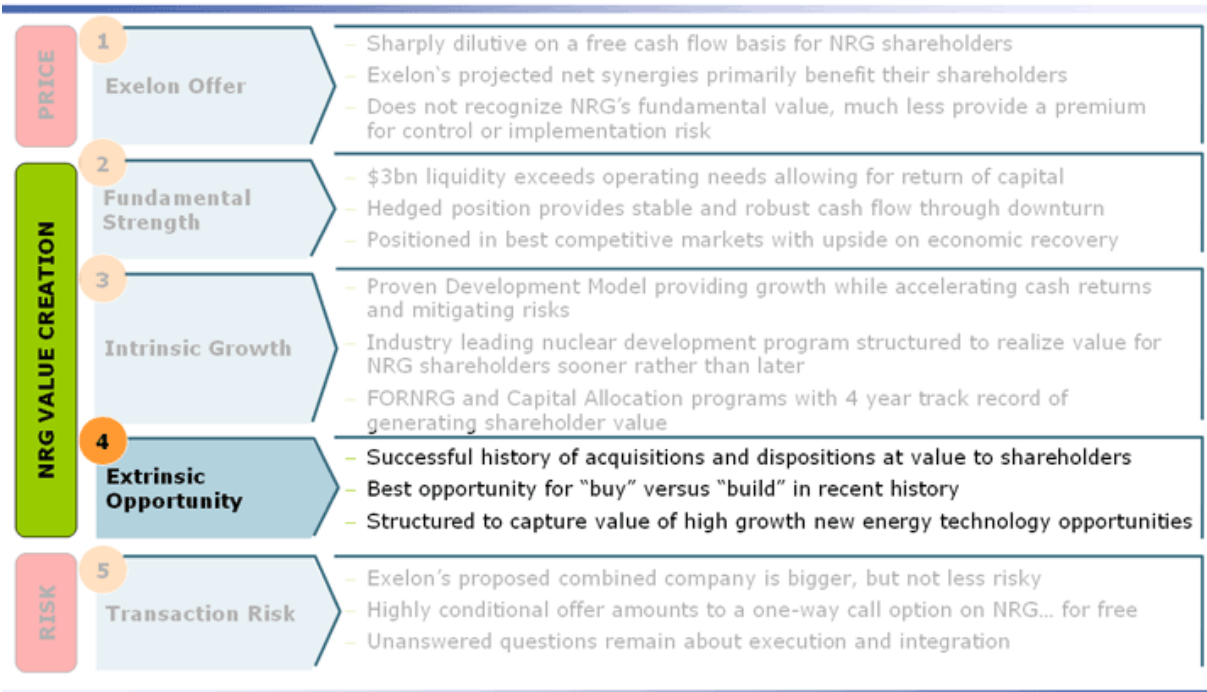 PRICE
1
Exelon Offer
– Sharply dilutive on a free cash flow basis for NRG shareholders
– Exelon‛s projected net synergies primarily benefit their shareholders
– Does not recognize NRG’s fundamental value, much less provide a premium
for control or implementation risk
NRG VALUE CREATION
2
Fundamental
Strength
– $3bn liquidity exceeds operating needs allowing for return of capital
– Hedged position provides stable and robust cash flow through downturn
– Positioned in best competitive markets with upside on economic recovery
3
Intrinsic Growth
– Proven Development Model providing growth while accelerating cash returns
and mitigating risks
– Industry leading nuclear development program structured to realize value for
NRG shareholders sooner rather than later
– FORNRG and Capital Allocation programs with 4 year track record of
generating shareholder value
4
Extrinsic
Opportunity
– Successful history of acquisitions and dispositions at value to shareholders
– Best opportunity for “buy” versus “build” in recent history
– Structured to capture value of high growth new energy technology opportunities
RISK
5
Transaction Risk
– Exelon’s proposed combined company is bigger, but not less risky
– Highly conditional offer amounts to a one-way call option on NRG… for free
– Unanswered questions remain about execution and integration